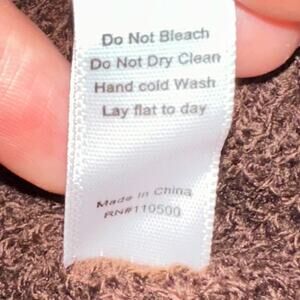 Do Not Bleach
Do Not Dry Clean
Hand cold Wash
Lay flat to day
Made in China
RN#110500